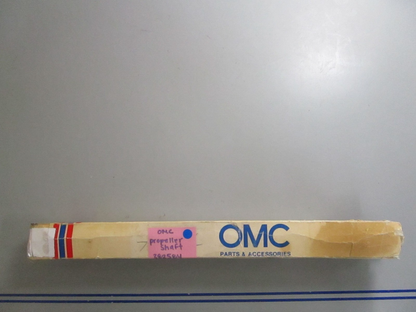 omc
propeller
shaft
OMC
PARTS & ACCESSORIES